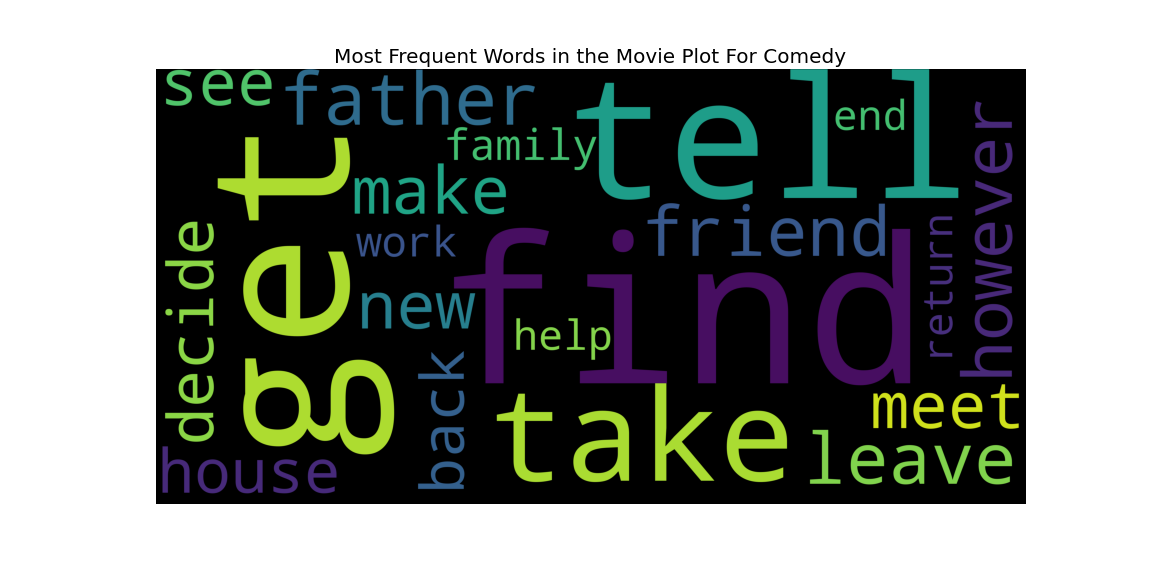 Most Frequent Words in the Movie Plot For Comedy
see
father
tell
end
family
make
get
however
friend
work
find
return
decide
new
help
back
take
meet
leave
house